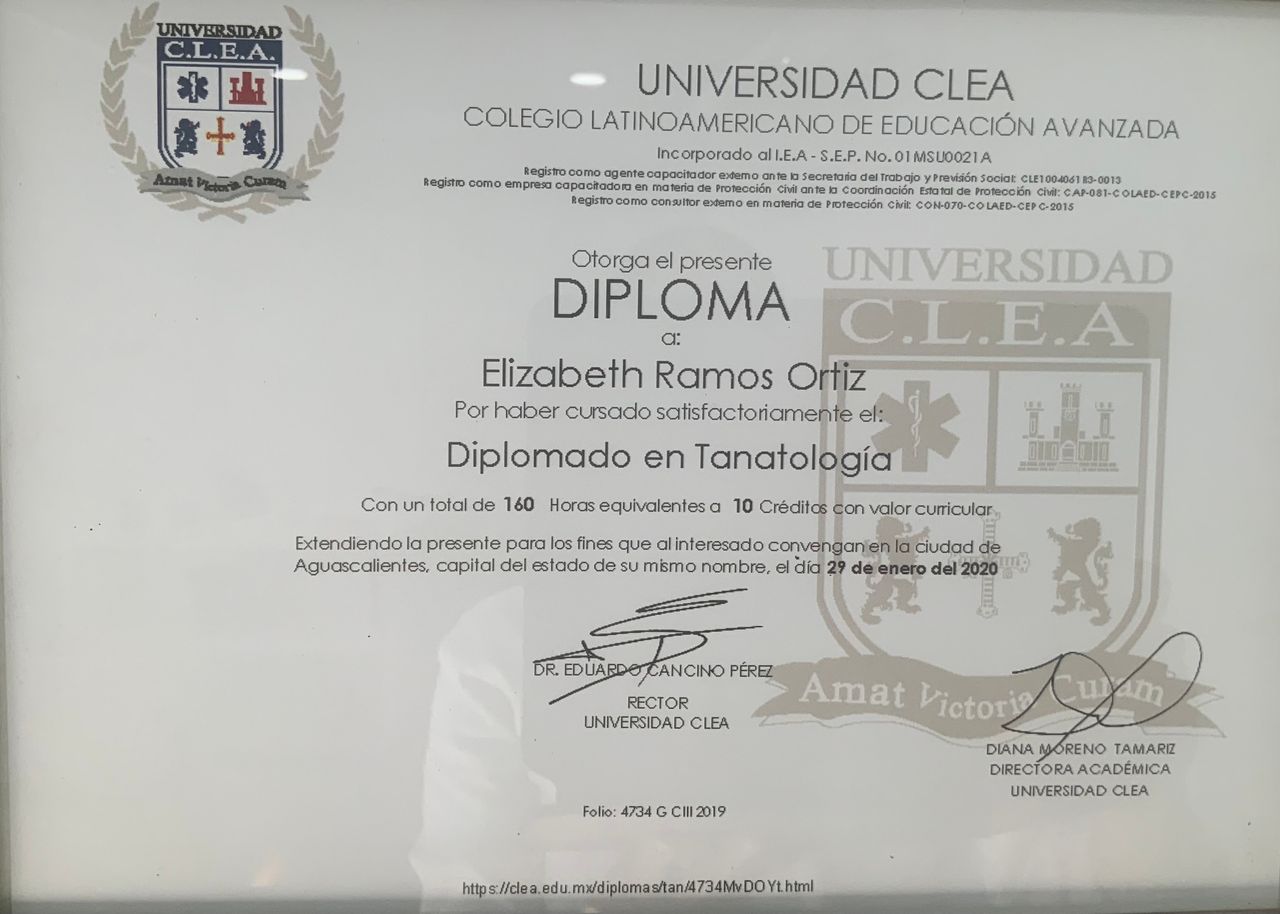 UNIVERSIDAD
C.L.E.A.
Amat Victoria Curam
UNIVERSIDAD CLEA
COLEGIO LATINOAMERICANO DE EDUCACIÓN AVANZADA
Incorporado al I.E.A - S.E.P. No. 01MSU0021A
Registro como agente capacitador externo ante la Secretaria del Trabajo y Previsión Social: CLE1004061B3-0013
Registro como empresa capacitadora en materia de Protección Civil ante la Coordinación Estatal de Protección Civil: CAP-081-COLAED-CEPC-2015
Registro como consultor externo en materia de Protección Civil: CON-070-COLAED-CEPC-2015
Otorga el presente
DIPLOMA
a:
UNIVERSIDAD
C.L.E.A
Elizabeth Ramos Ortiz
Por haber cursado satisfactoriamente el:
Diplomado en Tanatología
Con un total de 160 Horas equivalentes a 10 Créditos con valor curricular
Extendiendo la presente para los fines que al interesado convengan en la ciudad de
Aguascalientes, capital del estado de su mismo nombre, el día 29 de enero del 2020
DR. EDUARDO CANCINO PÉREZ
RECTOR
UNIVERSIDAD CLEA
Amat Victoria Curam
DIANA MORENO TAMARIZ
DIRECTORA ACADÉMICA
UNIVERSIDAD CLEA
Folio: 4734 G CIII 2019
https://clea.edu.mx/diplomas/tan/4734MvDOYt.html